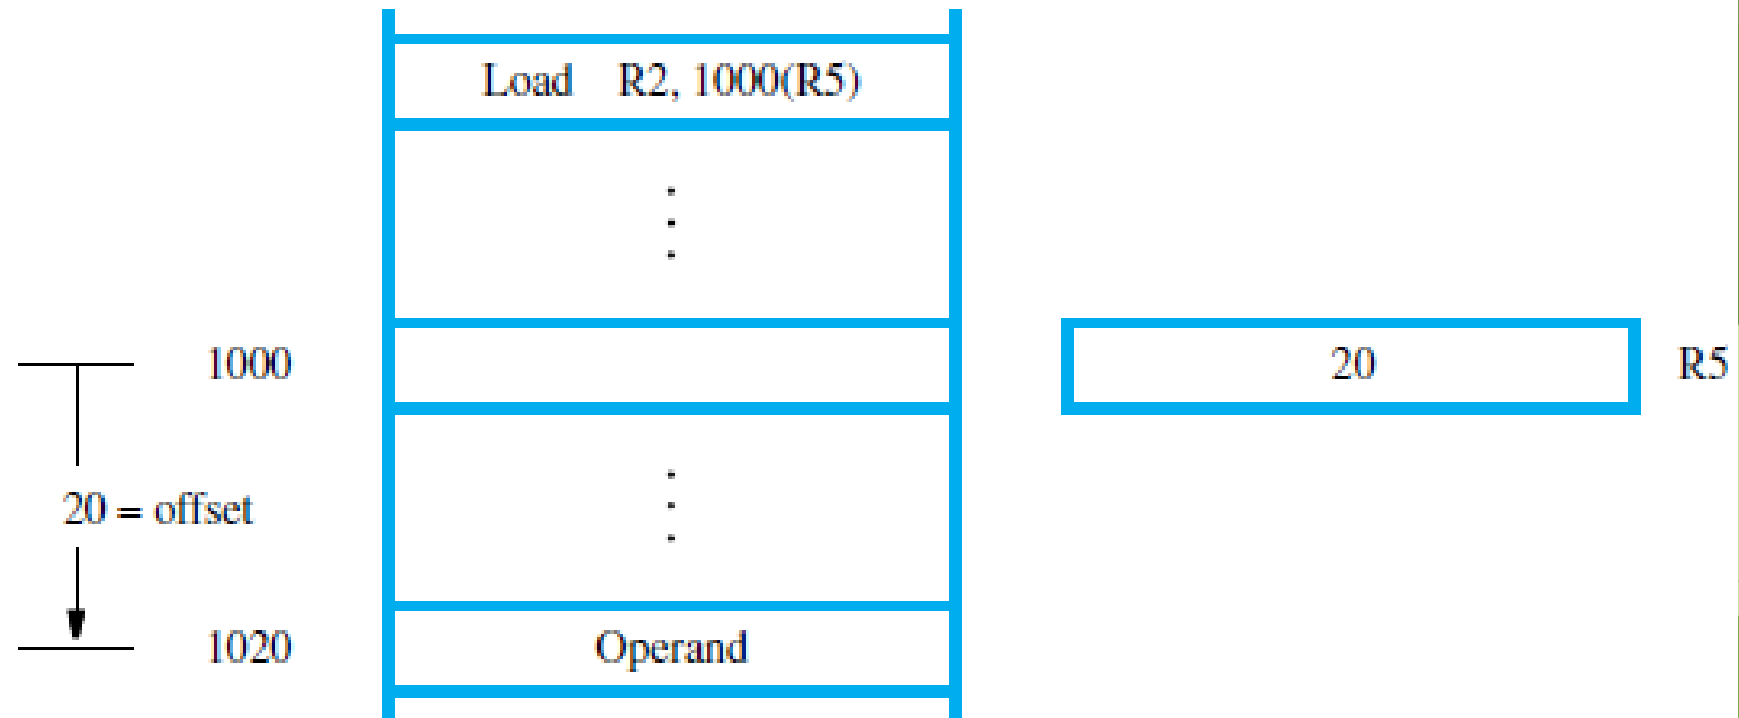 Load R2, 1000(R5)
1000
20
R5
20 = offset
1020
Operand